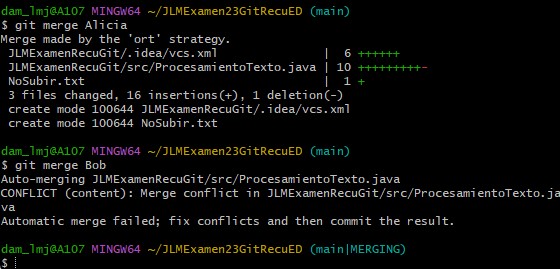 dam_lmj@A107 MINGW64 ~/JLMExamen23GitRecuED (main)
$ git merge Alicia
Merge made by the 'ort' strategy.
 JLMExamenRecuGit/.idea/vcs.xml               |  6 ++++++
 JLMExamenRecuGit/src/ProcesamientoTexto.java | 10 +++++++++-
 NoSubir.txt                                  |  1 +
 3 files changed, 16 insertions(+), 1 deletion(-)
 create mode 100644 JLMExamenRecuGit/.idea/vcs.xml
 create mode 100644 NoSubir.txt
dam_lmj@A107 MINGW64 ~/JLMExamen23GitRecuED (main)
$ git merge Bob
Auto-merging JLMExamenRecuGit/src/ProcesamientoTexto.java
CONFLICT (content): Merge conflict in JLMExamenRecuGit/src/ProcesamientoTexto.ja
va
Automatic merge failed; fix conflicts and then commit the result.
dam_lmj@A107 MINGW64 ~/JLMExamen23GitRecuED (main|MERGING)
$